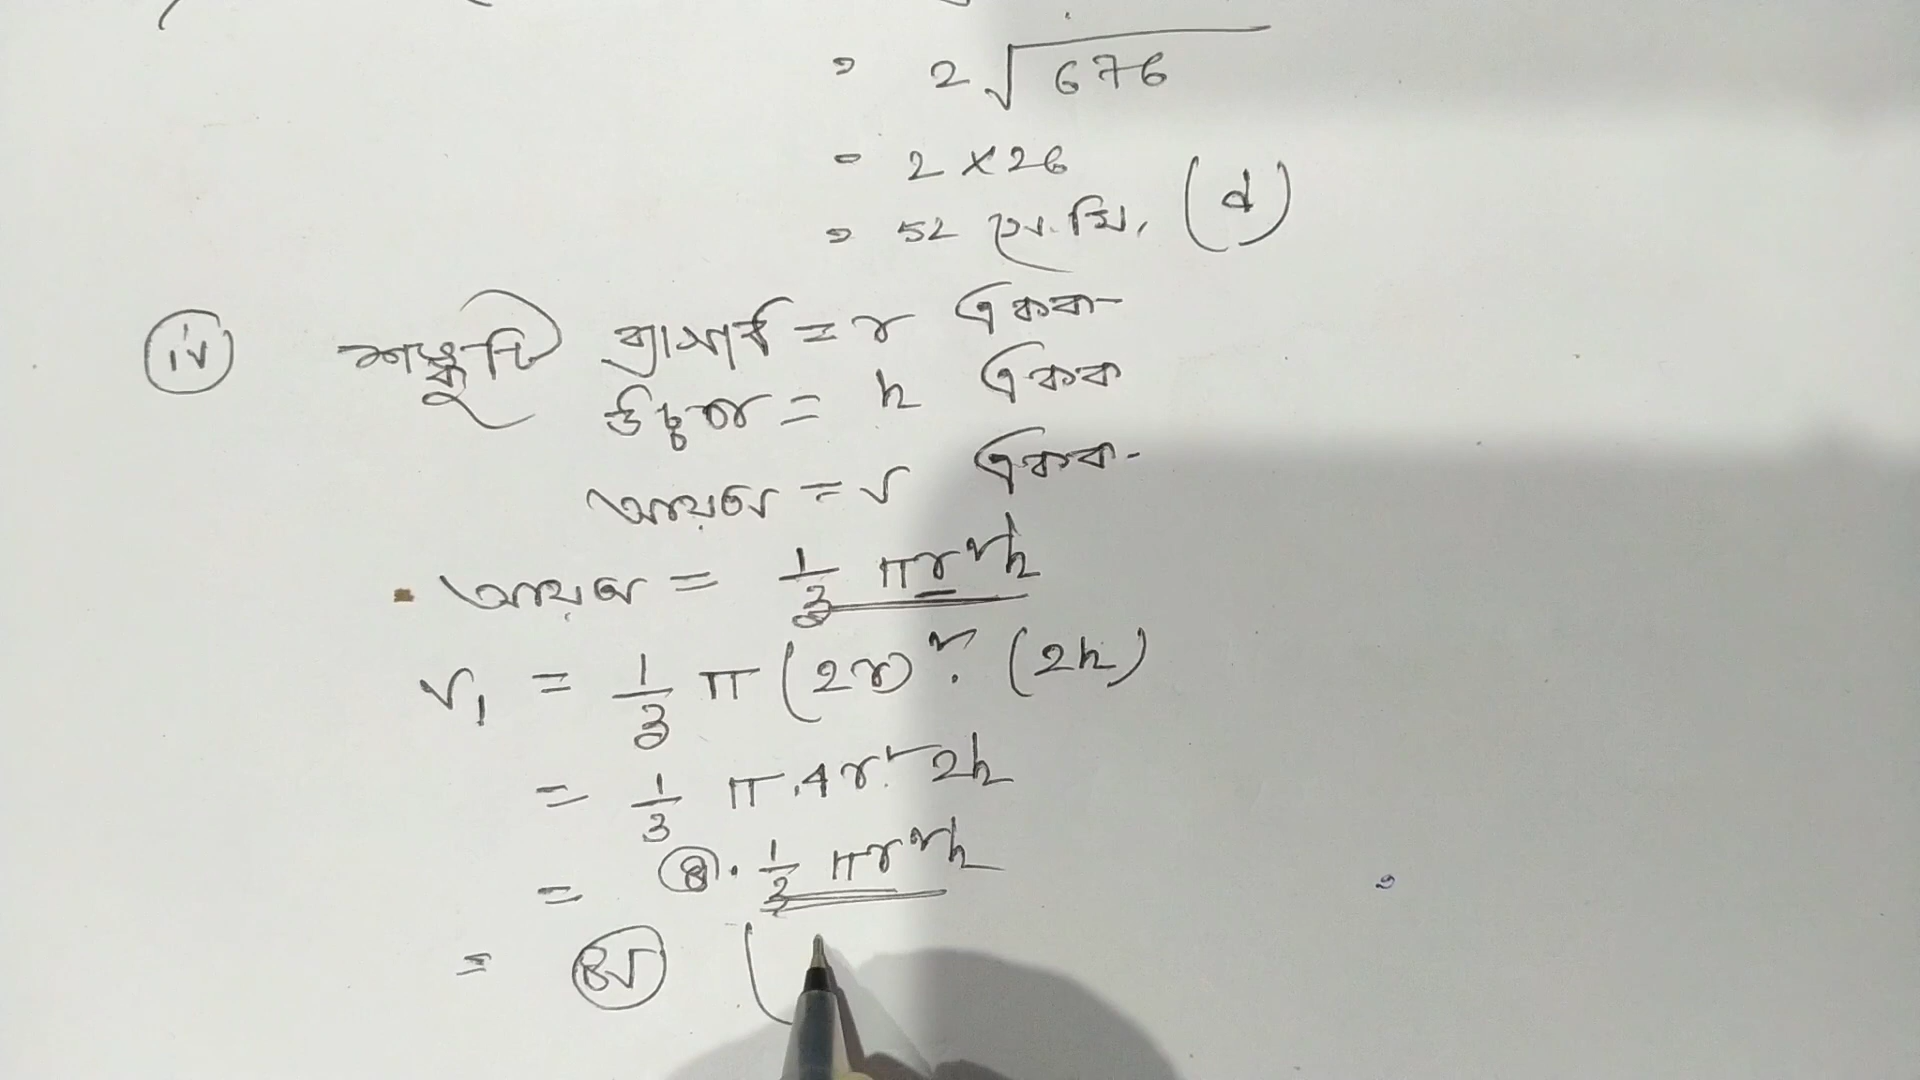 = 2√676
= 2 × 26
= 52 সে.মি. (d)
(iv) শঙ্কুটি ব্যাসার্ধ = r একক
উচ্চতা = h একক
আয়তন = V একক
আয়তন = 1/3 πr²h
V₁ = 1/3 π (2r)². (2h)
= 1/3 π.4r². 2h
= 8. 1/3 πr²h
= 8V (